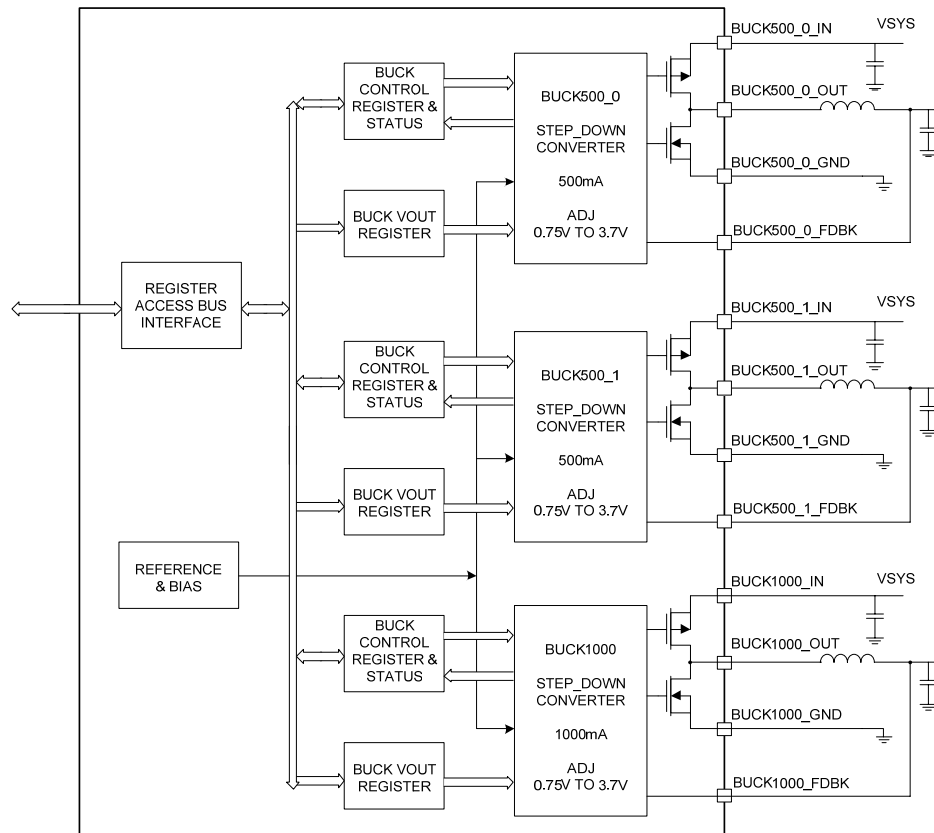 BUCK500_0_IN
VSYS
BUCK
CONTROL
REGISTER &
STATUS
BUCK500_0
STEP_DOWN
CONVERTER
500mA
ADJ
0.75V TO 3.7V
BUCK500_0_OUT
BUCK500_0_GND
BUCK VOUT
REGISTER
BUCK500_0_FDBK
REGISTER
ACCESS BUS
INTERFACE
BUCK500_1_IN
VSYS
BUCK
CONTROL
REGISTER &
STATUS
BUCK500_1
STEP_DOWN
CONVERTER
500mA
ADJ
0.75V TO 3.7V
BUCK500_1_OUT
BUCK500_1_GND
BUCK VOUT
REGISTER
BUCK500_1_FDBK
REFERENCE
& BIAS
BUCK1000_IN
VSYS
BUCK
CONTROL
REGISTER &
STATUS
BUCK1000
STEP_DOWN
CONVERTER
1000mA
ADJ
0.75V TO 3.7V
BUCK1000_OUT
BUCK1000_GND
BUCK VOUT
REGISTER
BUCK1000_FDBK